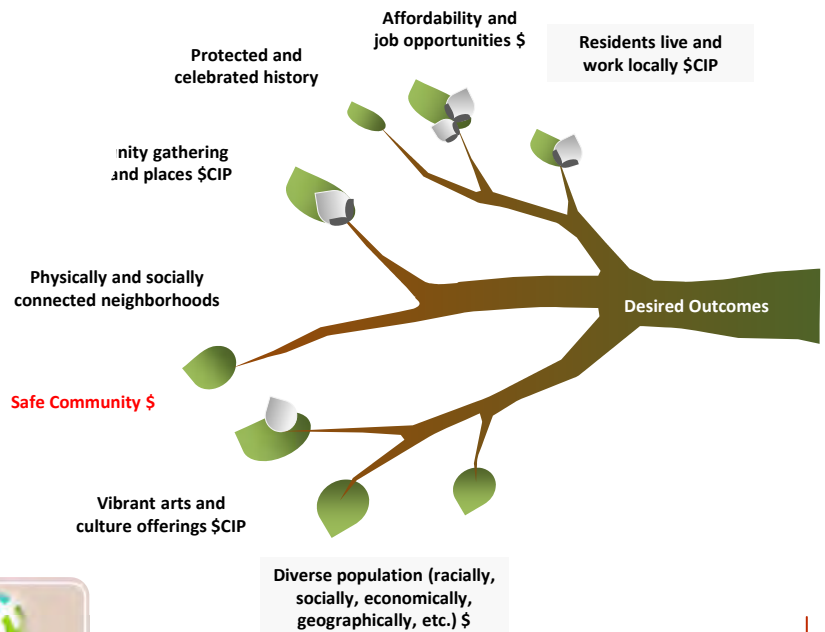 Affordability and
job opportunities $
Residents live and
work locally $CIP
Protected and
celebrated history
gathering
places $CIP
Physically and socially
connected neighborhoods
Desired Outcomes
Safe Community $
Vibrant arts and
culture offerings $CIP
Diverse population (racially,
socially, economically,
geographically, etc.) $